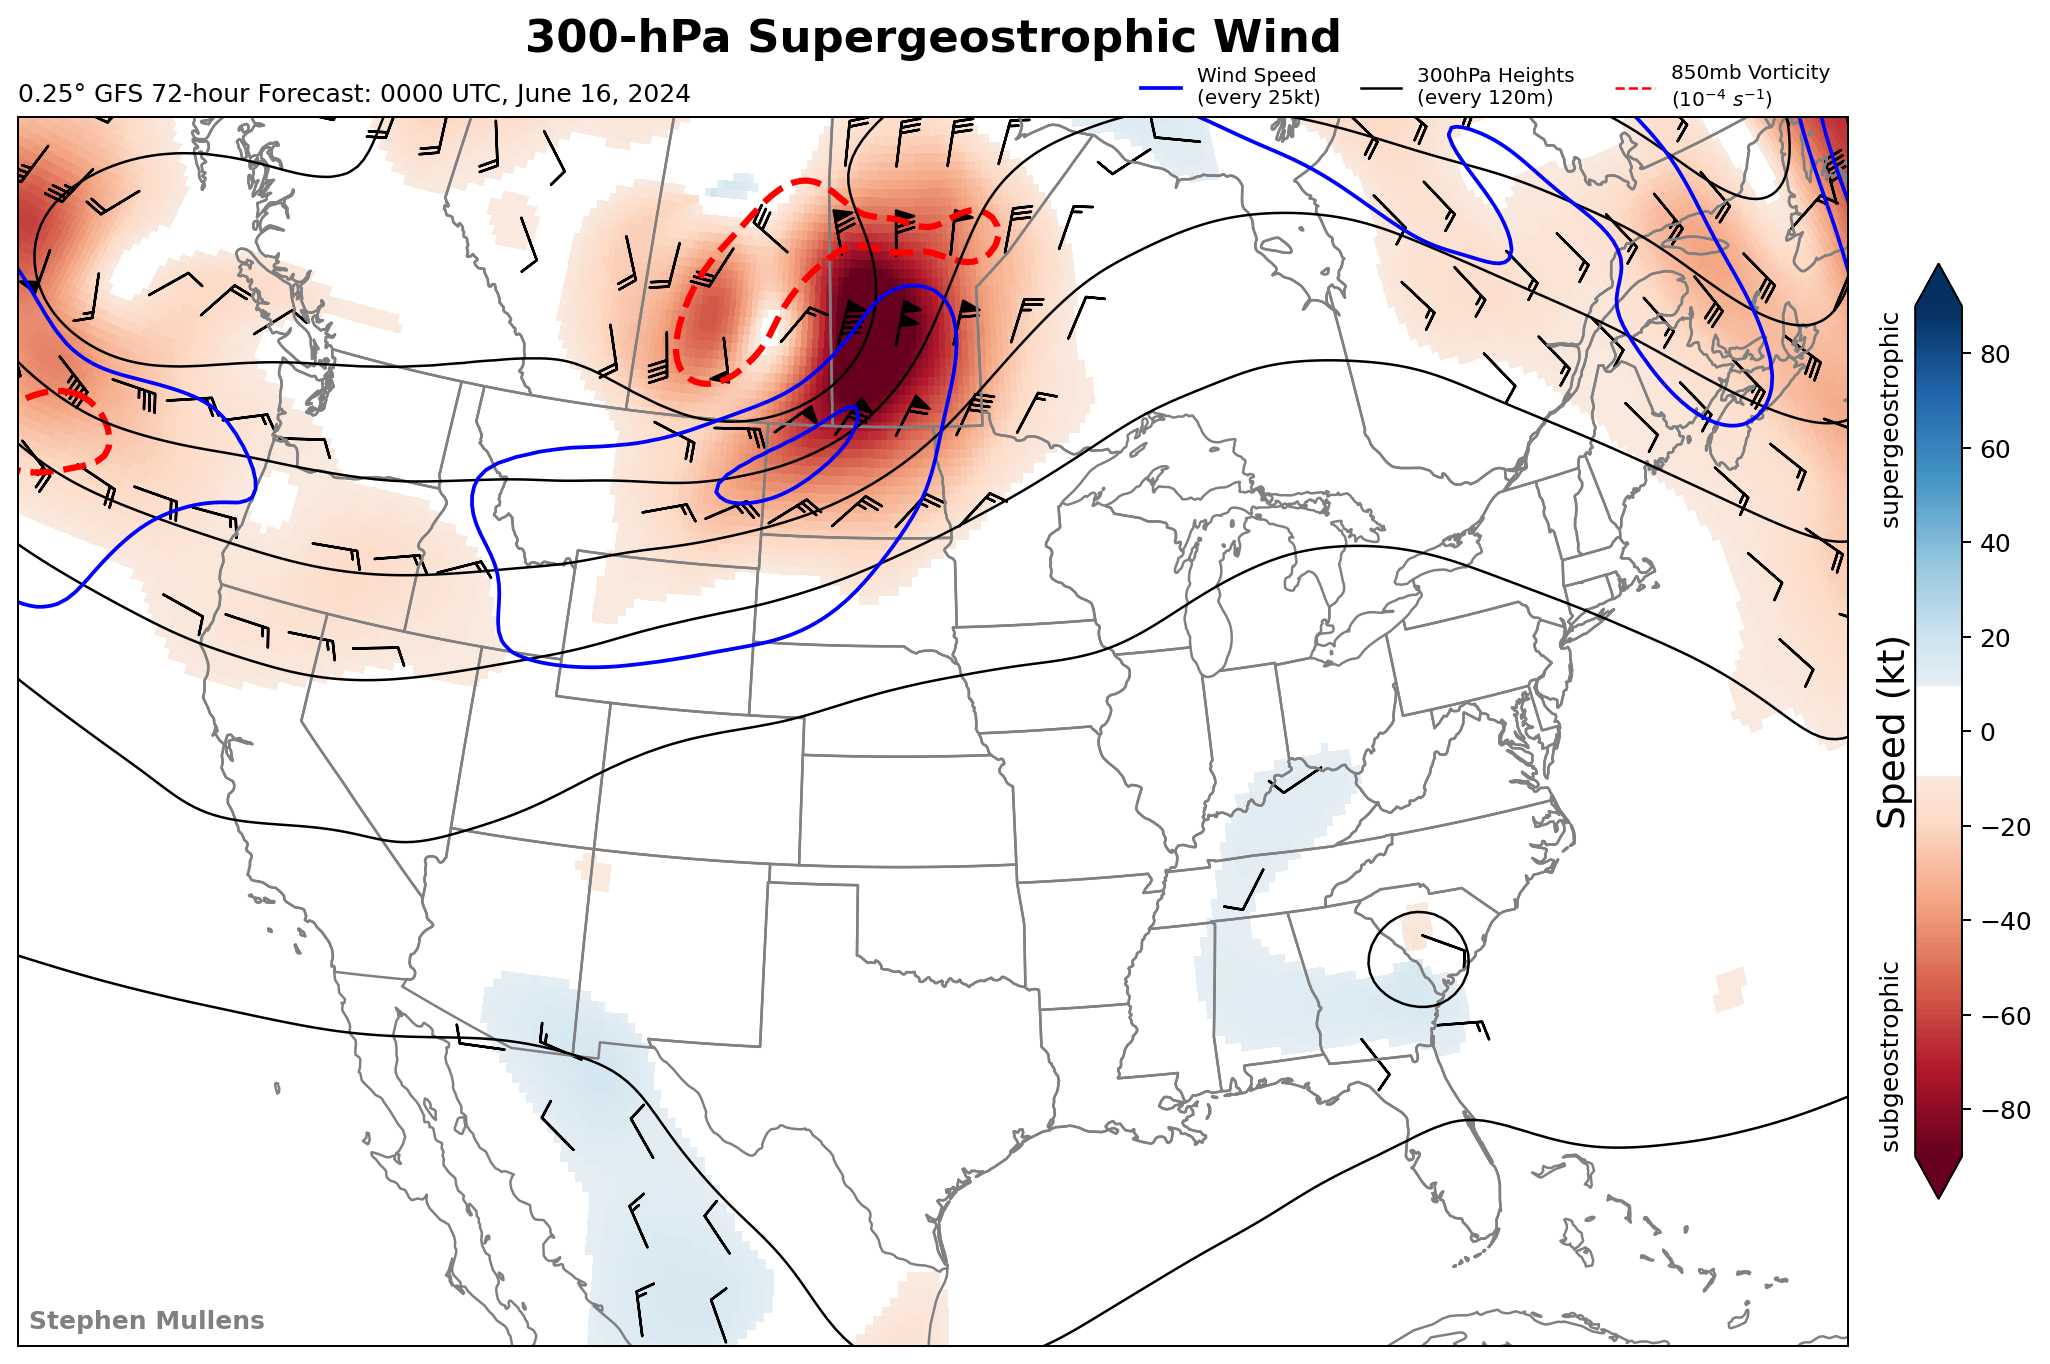 300-hPa Supergeostrophic Wind
0.25° GFS 72-hour Forecast: 0000 UTC, June 16, 2024
Wind Speed
(every 25kt)
300hPa Heights
(every 120m)
850mb Vorticity
(10⁻⁴ s⁻¹)
supergeostrophic
Speed (kt)
subgeostrophic
80
60
40
20
0
−20
−40
−60
−80
Stephen Mullens